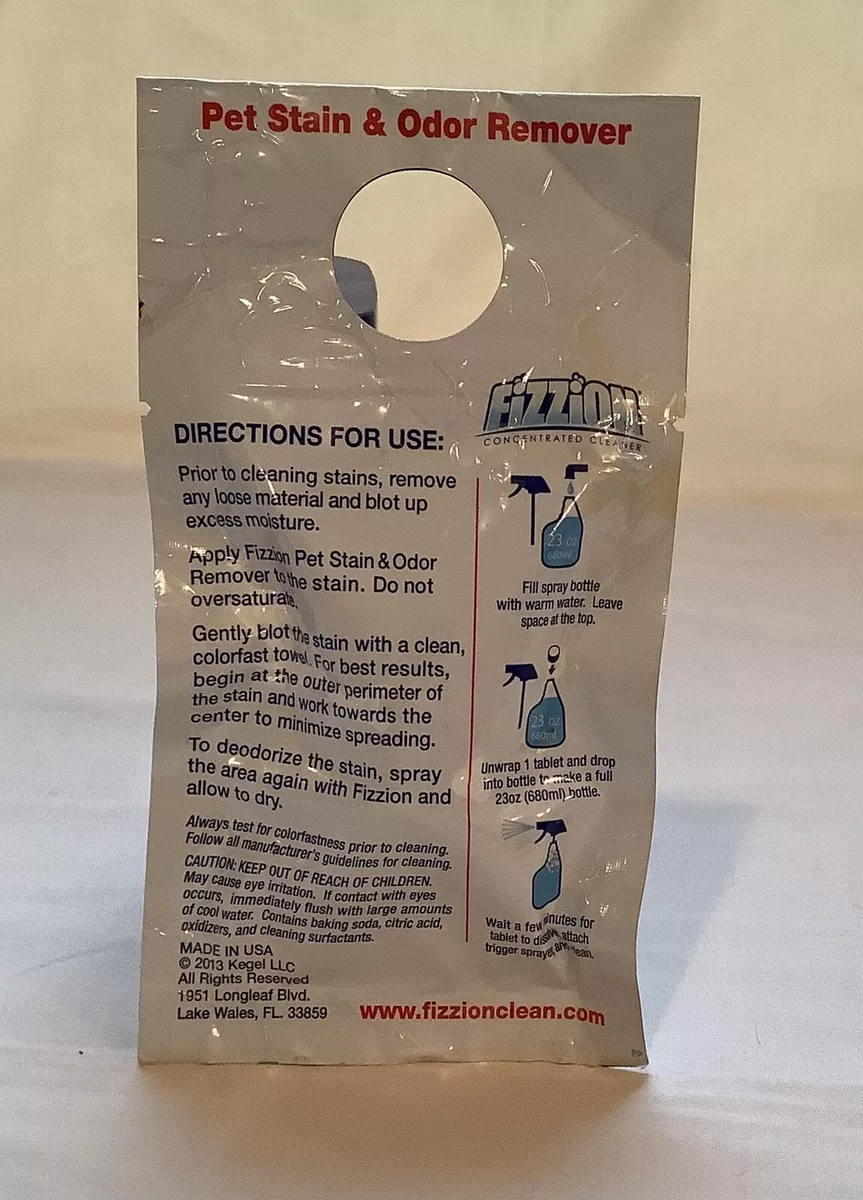 Pet Stain & Odor Remover
FIZZION
CONCENTRATED CLEANER
DIRECTIONS FOR USE:
Prior to cleaning stains, remove
any loose material and blot up
excess moisture.
Apply Fizzion Pet Stain & Odor
Remover to the stain. Do not
oversaturate.
Gently blot the stain with a clean,
colorfast towel. For best results,
begin at the outer perimeter of
the stain and work towards the
center to minimize spreading.
To deodorize the stain, spray
the area again with Fizzion and
allow to dry.
Always test for colorfastness prior to cleaning.
Follow all manufacturer's guidelines for cleaning.
CAUTION: KEEP OUT OF REACH OF CHILDREN.
May cause eye irritation. If contact with eyes
occurs, immediately flush with large amounts
of cool water. Contains baking soda, citric acid,
oxidizers, and cleaning surfactants.
MADE IN USA
© 2013 Kegel LLC
All Rights Reserved
1951 Longleaf Blvd.
Lake Wales, FL. 33859
23 oz
680ml
Fill spray bottle
with warm water. Leave
space at the top.
23 oz
680ml
Unwrap 1 tablet and drop
into bottle to make a full
23oz (680ml) bottle.
Wait a few minutes for
tablet to dissolve, attach
trigger sprayer, and clean.
www.fizzionclean.com
PP